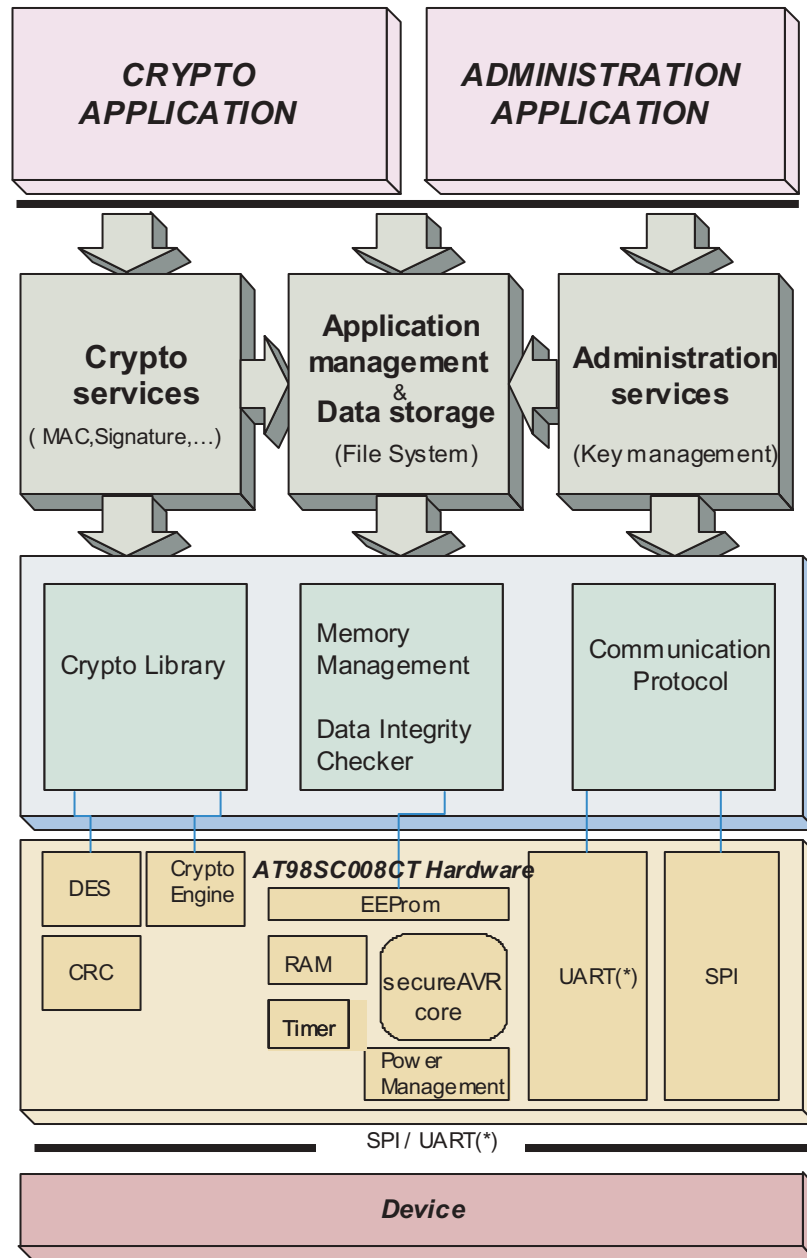 CRYPTO
APPLICATION
ADMINISTRATION
APPLICATION
Crypto
services
( MAC,Signature,...)
Application
management
&
Data storage
(File System)
Administration
services
(Key management)
Crypto Library
Memory
Management
Data Integrity
Checker
Communication
Protocol
AT98SC008CT Hardware
DES
Crypto
Engine
CRC
EEProm
RAM
Timer
secureAVR
core
Power
Management
UART(*)
SPI
SPI / UART(*)
Device